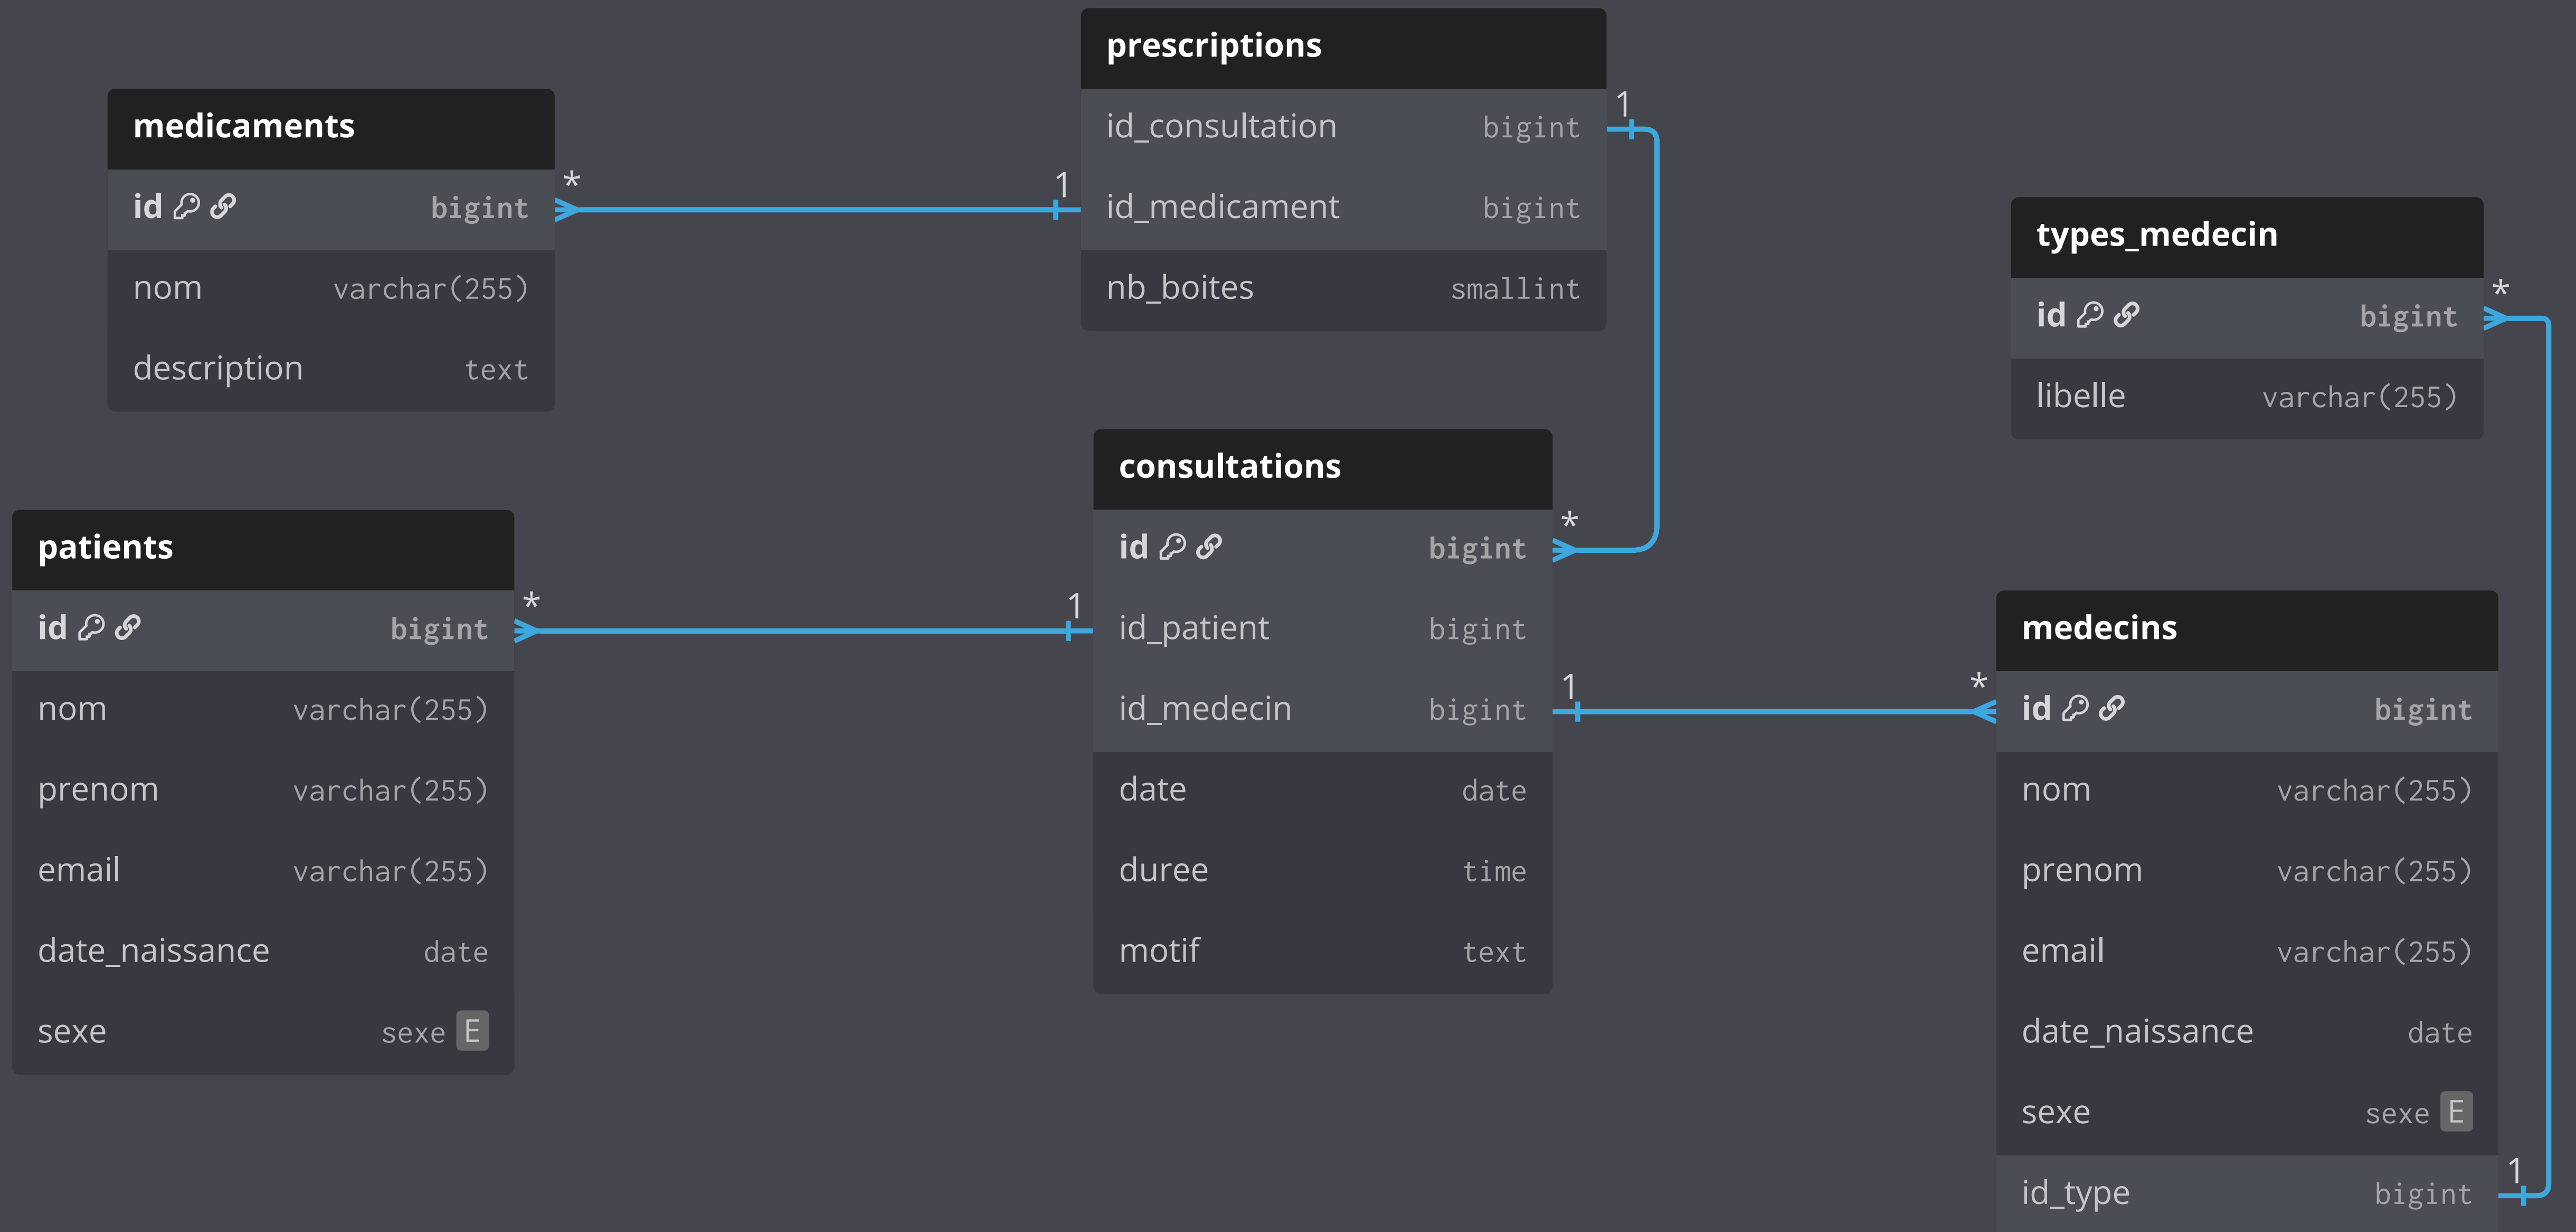 prescriptions
id_consultation bigint
id_medicament bigint
nb_boites smallint
1
medicaments
id bigint
nom varchar(255)
description text
*
1
types_medecin
id bigint
libelle varchar(255)
*
consultations
id bigint
id_patient bigint
id_medecin bigint
date date
duree time
motif text
*
1
1
patients
id bigint
nom varchar(255)
prenom varchar(255)
email varchar(255)
date_naissance date
sexe sexe E
*
medecins
id bigint
nom varchar(255)
prenom varchar(255)
email varchar(255)
date_naissance date
sexe sexe E
id_type bigint
*
1